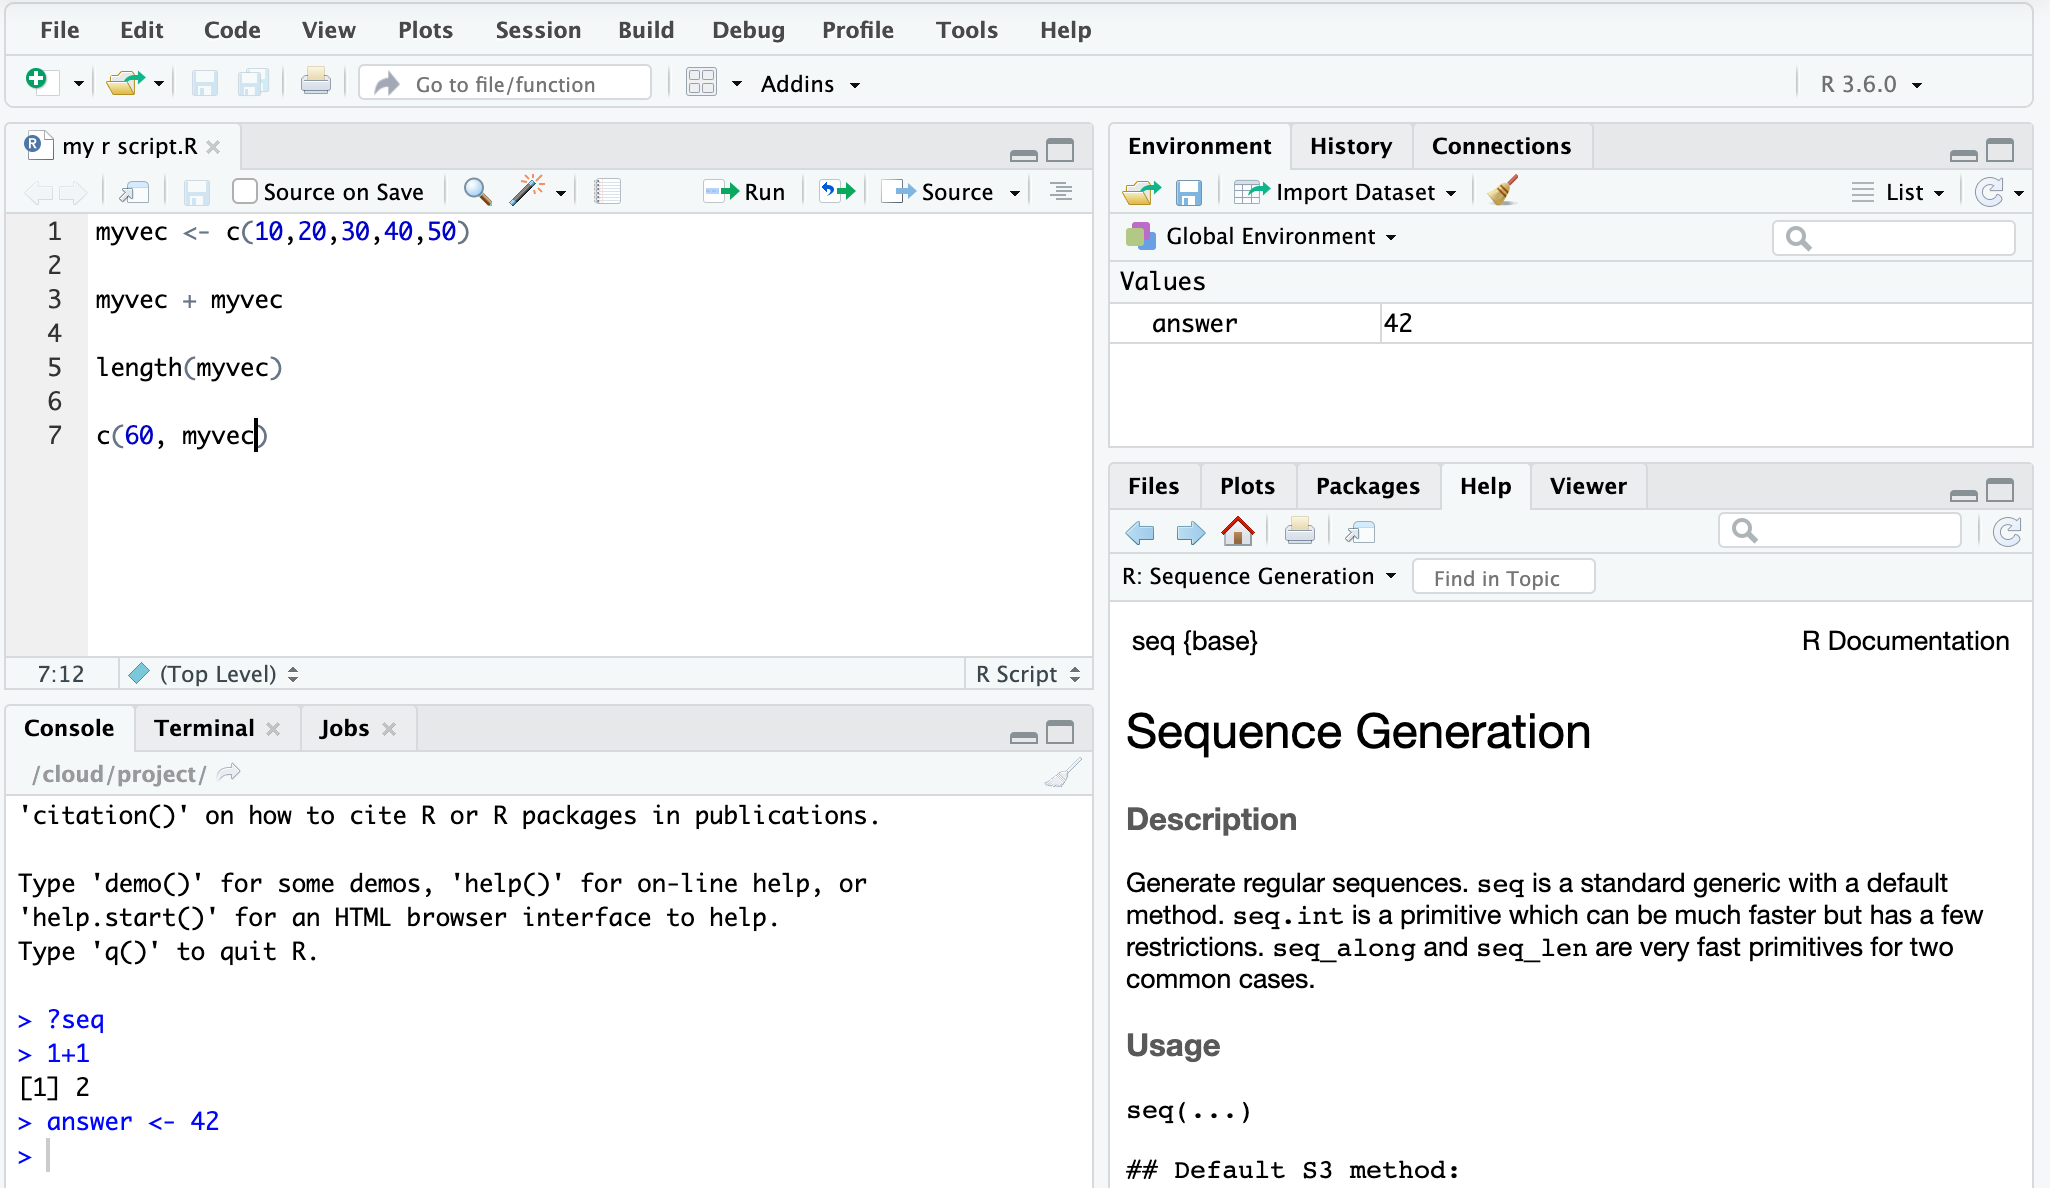 File Edit Code View Plots Session Build Debug Profile Tools Help
Go to file/function Addins R 3.6.0
my r script.R
Source on Save Run Source
1 myvec <- c(10,20,30,40,50)
2
3 myvec + myvec
4
5 length(myvec)
6
7 c(60, myvec)
7:12 (Top Level) R Script
Console Terminal Jobs
/cloud/project/
'citation()' on how to cite R or R packages in publications.
Type 'demo()' for some demos, 'help()' for on-line help, or
'help.start()' for an HTML browser interface to help.
Type 'q()' to quit R.
> ?seq
> 1+1
[1] 2
> answer <- 42
>
Environment History Connections
Import Dataset List
Global Environment
Values
answer 42
Files Plots Packages Help Viewer
R: Sequence Generation Find in Topic
seq {base} R Documentation
Sequence Generation
Description
Generate regular sequences. seq is a standard generic with a default
method. seq.int is a primitive which can be much faster but has a few
restrictions. seq_along and seq_len are very fast primitives for two
common cases.
Usage
seq(...)
## Default S3 method: